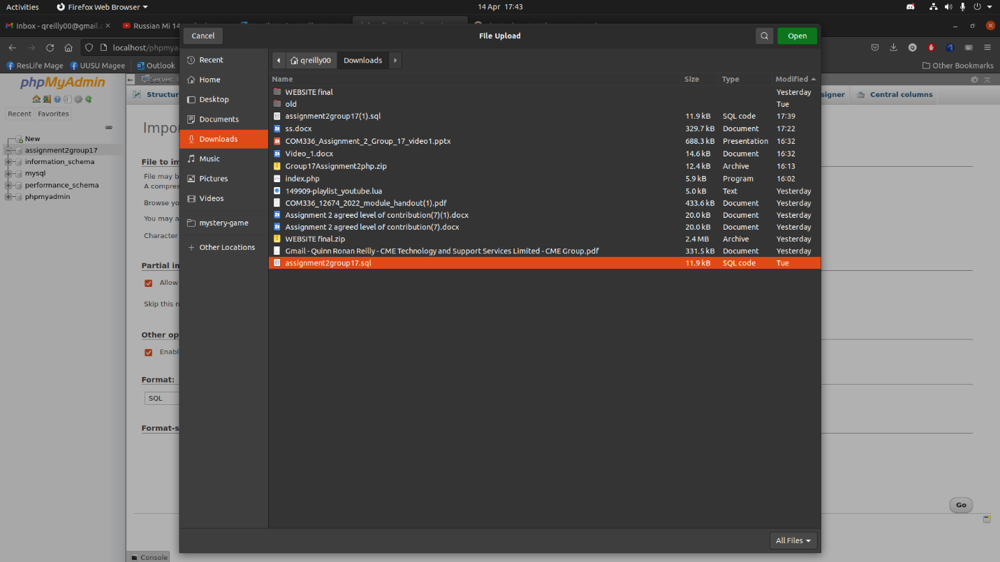 Activities Firefox Web Browser 14 Apr 17:43
Inbox - qreilly00@gmail.c Russian Mi 14
File Upload
Cancel Open
localhost/phpmya
ResLife Mage UUSU Magee Outlook Other Bookmarks
phpMyAdmin
Recent Favorites
New
assignment2group17
information_schema
mysql
performance_schema
phpmyadmin
Server:
Structur
signer Central columns
Impor
File to im
File may b
A compres
Browse yo
You may a
Character
Partial im
Allow
Skip this n
Other op
Enabl
Format:
SQL
Format-s
Go
Console
Recent
Home
Desktop
Documents
Downloads
Music
Pictures
Videos
mystery-game
Other Locations
qreilly00 Downloads
Name Size Type Modified
WEBSITE final Yesterday
old Tue
assignment2group17(1).sql 11.9 kB SQL code 17:39
ss.docx 329.7 kB Document 17:22
COM336_Assignment_2_Group_17_video1.pptx 688.3 kB Presentation 16:32
Video_1.docx 14.6 kB Document 16:32
Group17Assignment2php.zip 12.4 kB Archive 16:13
index.php 5.9 kB Program 16:02
149909-playlist_youtube.lua 5.0 kB Text Yesterday
COM336_12674_2022_module_handout(1).pdf 433.6 kB Document Yesterday
Assignment 2 agreed level of contribution(7)(1).docx 20.0 kB Document Yesterday
Assignment 2 agreed level of contribution(7).docx 20.0 kB Document Yesterday
WEBSITE final.zip 2.4 MB Archive Yesterday
Gmail - Quinn Ronan Reilly - CME Technology and Support Services Limited - CME Group.pdf 331.5 kB Document Yesterday
assignment2group17.sql 11.9 kB SQL code Tue
All Files